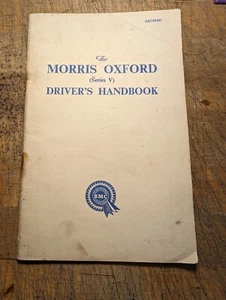 The
MORRIS OXFORD
(Series V)
DRIVER'S HANDBOOK
BMC